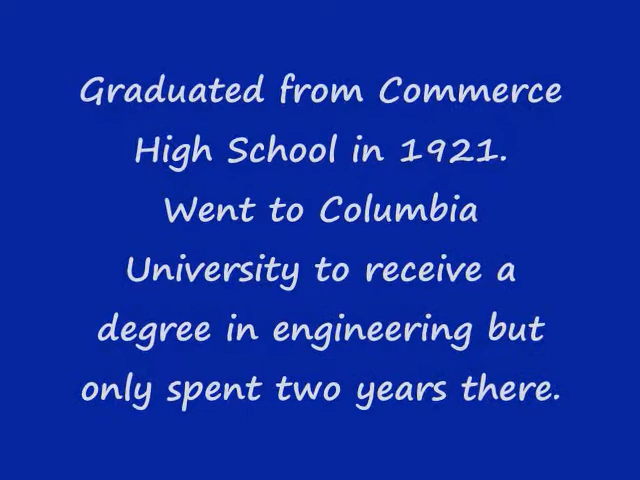 Graduated from Commerce
High School in 1921.
Went to Columbia
University to receive a
degree in engineering but
only spent two years there.